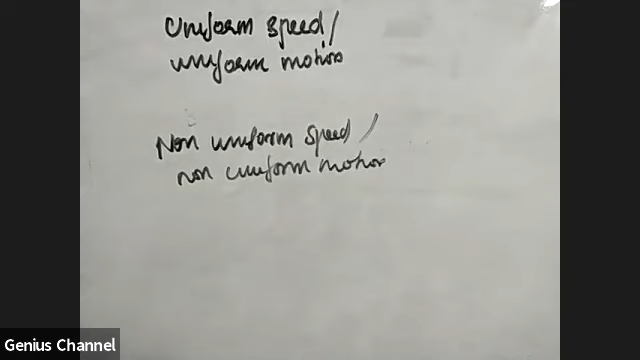 Uniform speed /
uniform motion
Non uniform speed /
non uniform motion
Genius Channel